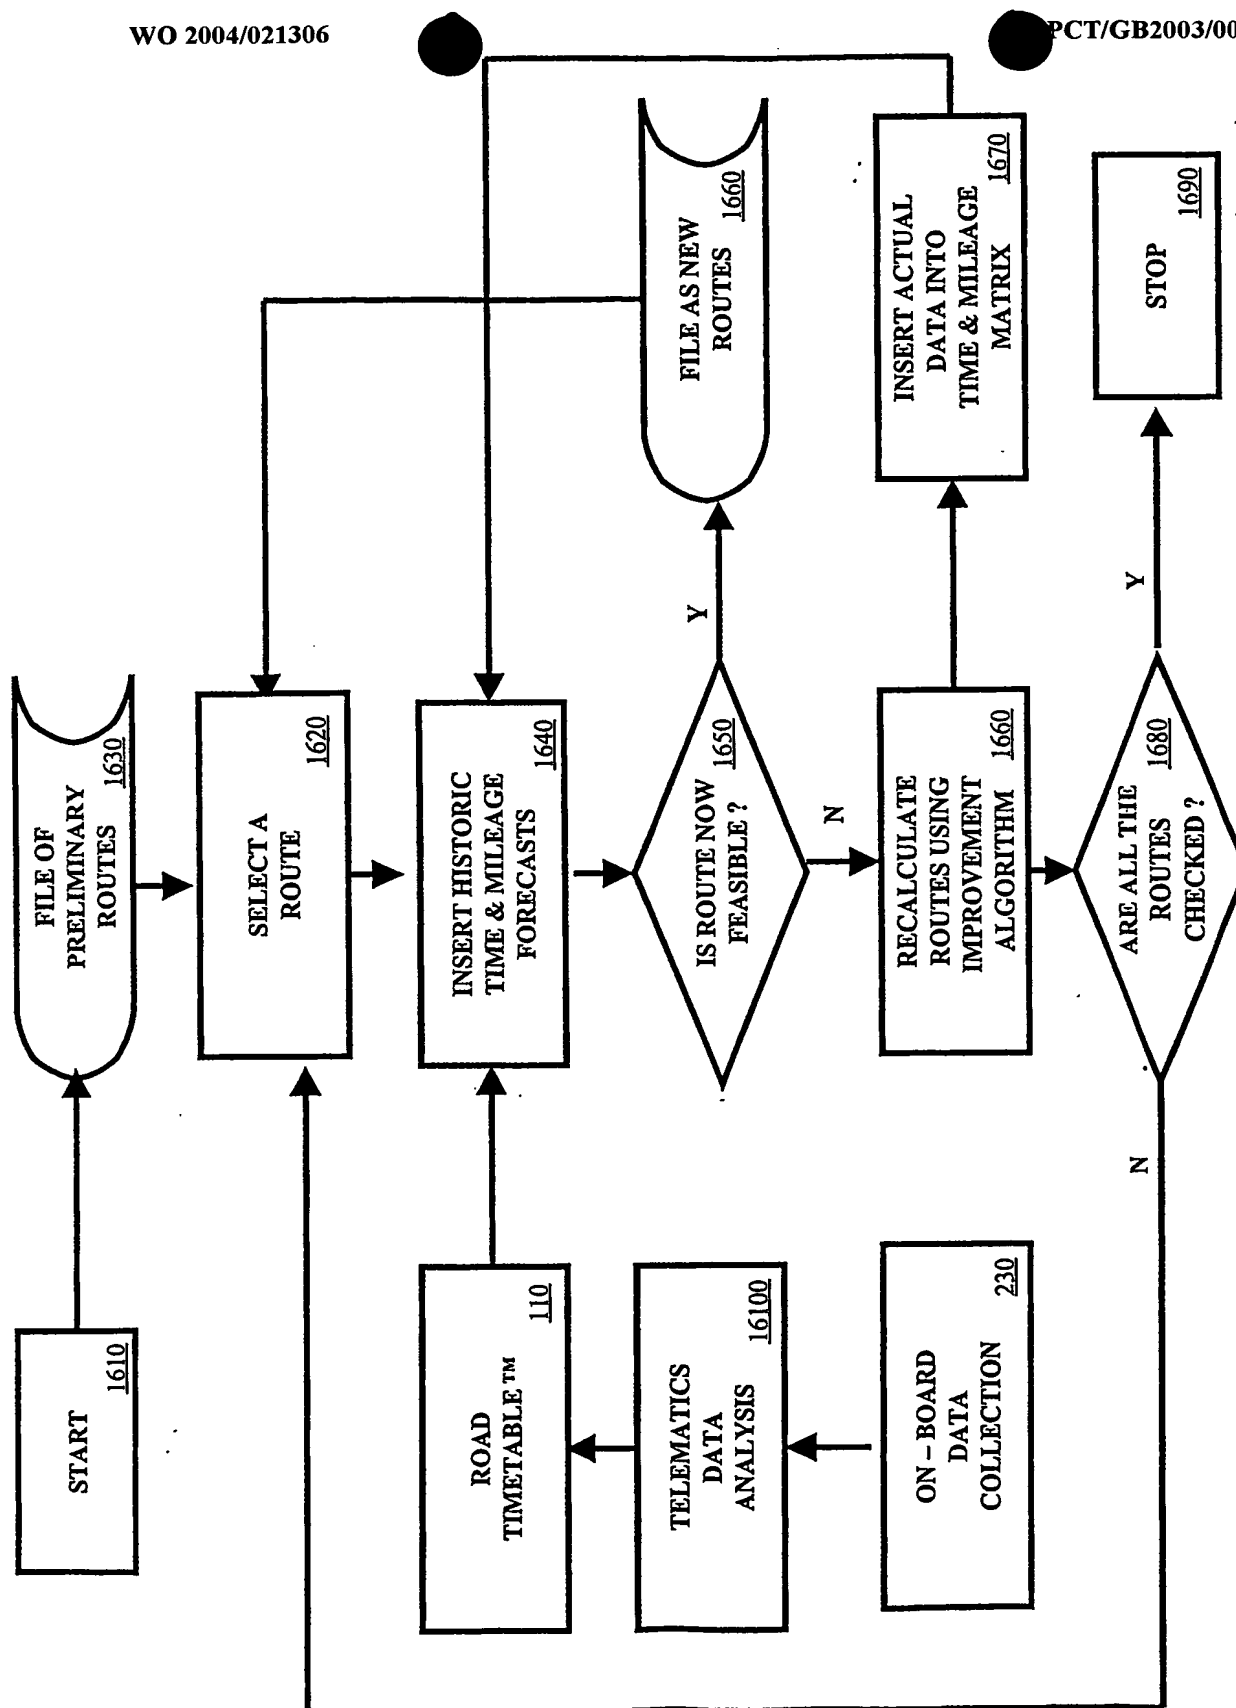 WO 2004/021306
PCT/GB2003/00
START
1610
FILE OF
PRELIMINARY
ROUTES
1630
SELECT A
ROUTE
1620
ROAD
TIMETABLE™
110
INSERT HISTORIC
TIME & MILEAGE
FORECASTS
1640
TELEMATICS
DATA
ANALYSIS
16100
IS ROUTE NOW
FEASIBLE ?
1650
Y
N
FILE AS NEW
ROUTES
1660
ON – BOARD
DATA
COLLECTION
230
RECALCULATE
ROUTES USING
IMPROVEMENT
ALGORITHM
1660
INSERT ACTUAL
DATA INTO
TIME & MILEAGE
MATRIX
1670
N
ARE ALL THE
ROUTES
CHECKED ?
1680
Y
STOP
1690